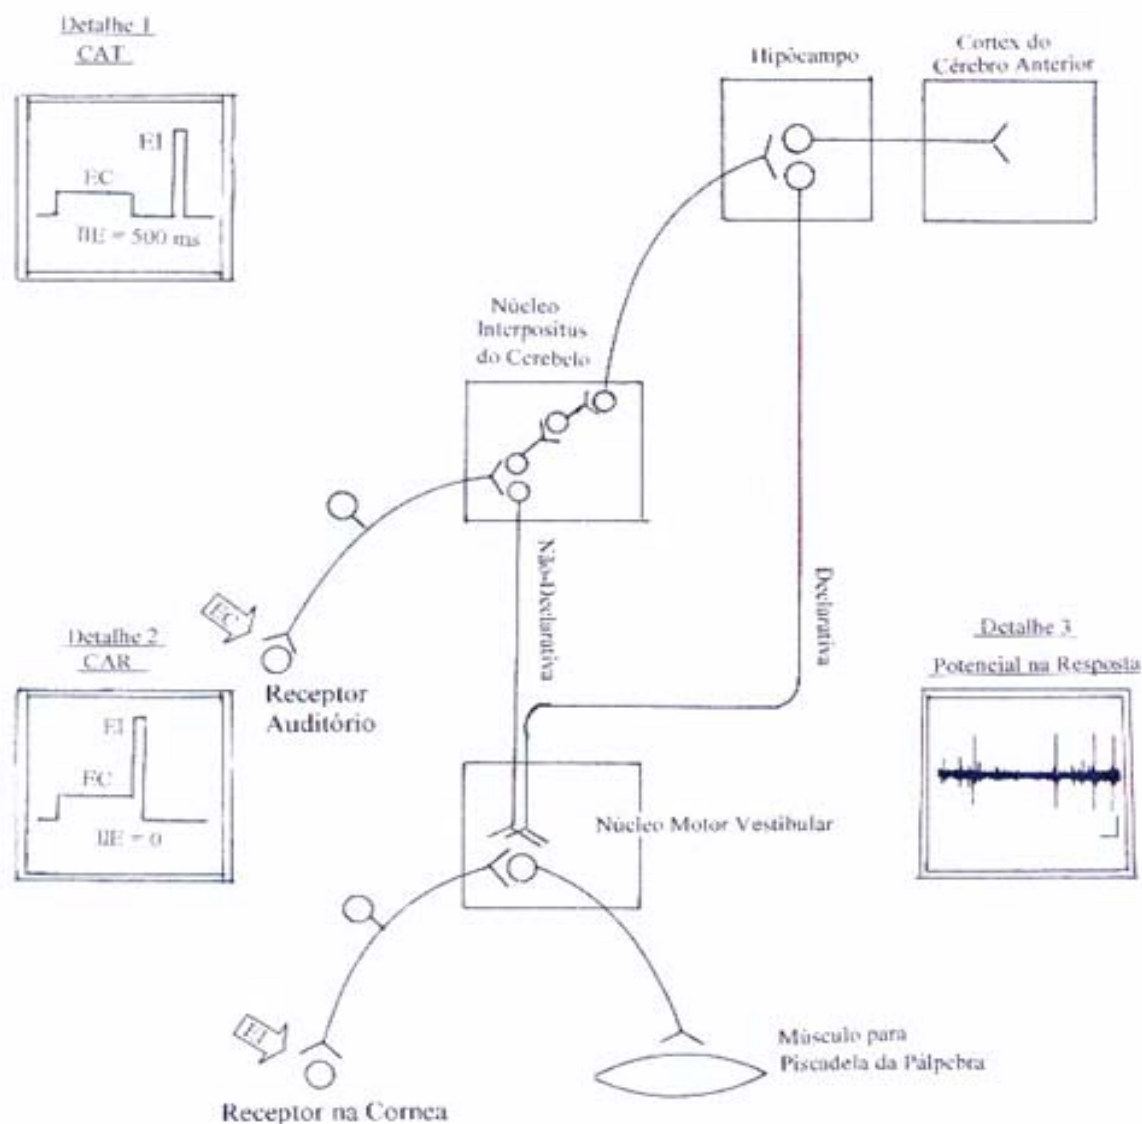 Detalhe 1
CAT
EI
EC
IIE = 500 ms
Hipòcampo
Cortex do
Cérebro Anterior
Núcleo
Interpositus
do Cerebelo
Não-Declarativa
Declarativa
EC
Receptor
Auditório
Detalhe 2
CAR
EI
EC
IIE = 0
Detalhe 3
Potencial na Resposta
Núcleo Motor Vestibular
EI
Receptor na Cornea
Músculo para
Piscadela da Pálpebra